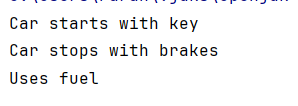 Car starts with key
Car stops with brakes
Uses fuel